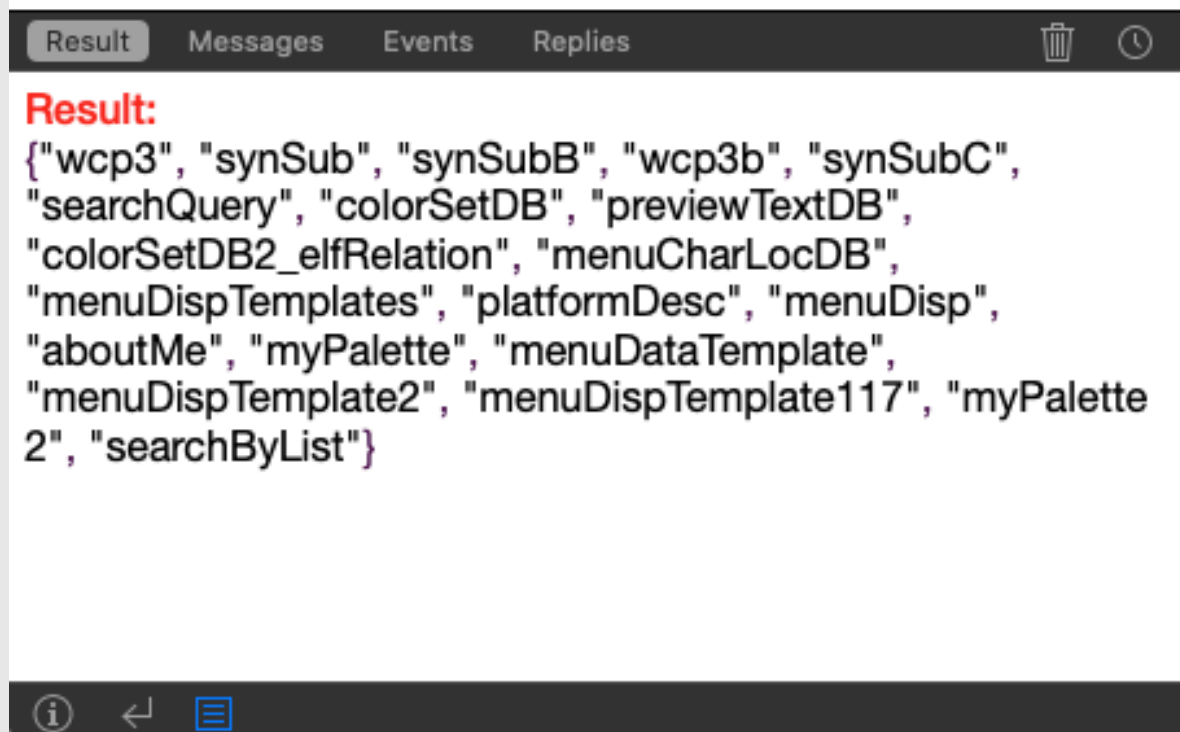 Result Messages Events Replies
Result:
{"wcp3", "synSub", "synSubB", "wcp3b", "synSubC",
"searchQuery", "colorSetDB", "previewTextDB",
"colorSetDB2_elfRelation", "menuCharLocDB",
"menuDispTemplates", "platformDesc", "menuDisp",
"aboutMe", "myPalette", "menuDataTemplate",
"menuDispTemplate2", "menuDispTemplate117", "myPalette
2", "searchByList"}